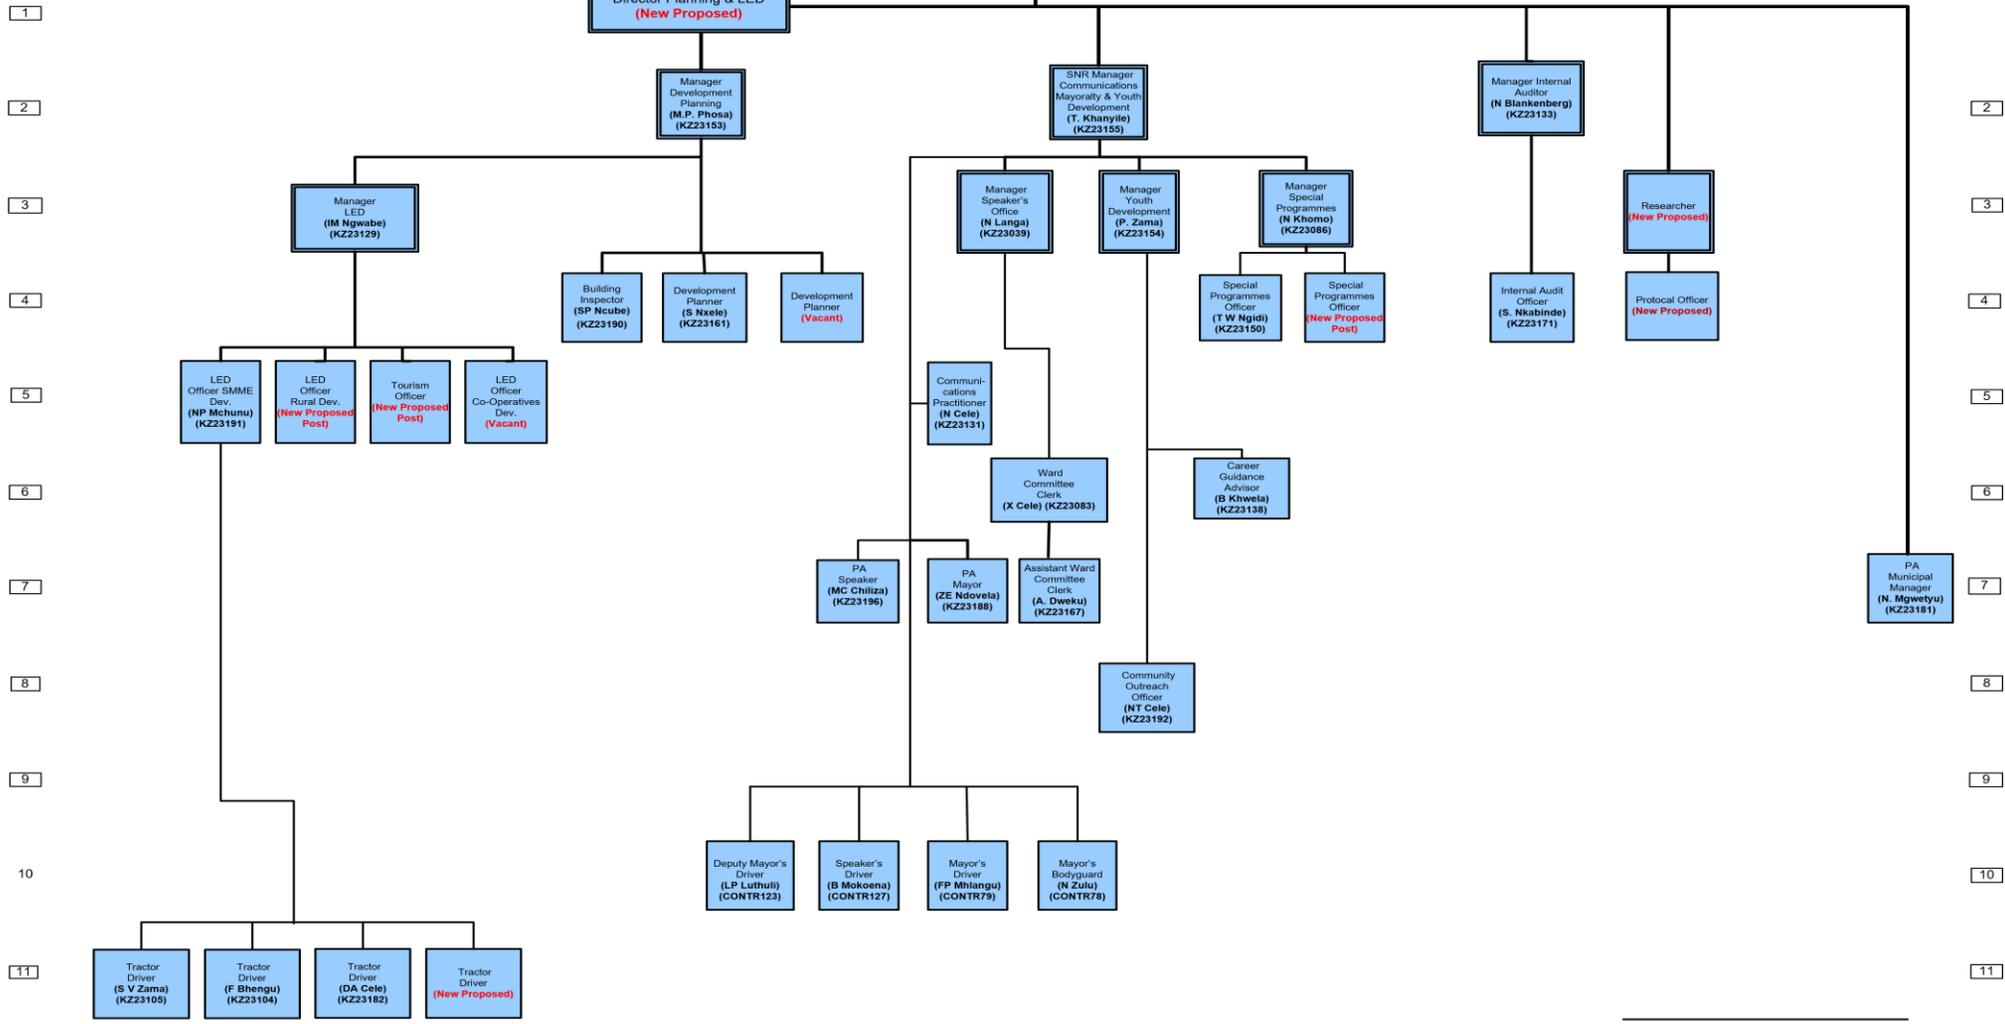 1
Director Planning & LED
(New Proposed)
2
Manager
Development
Planning
(M.P. Phosa)
(KZ23153)
SNR Manager
Communications
Mayoralty & Youth
Development
(T. Khanyile)
(KZ23155)
Manager Internal
Auditor
(N Blankenberg)
(KZ23133)
2
3
Manager
LED
(IM Ngwabe)
(KZ23129)
Manager
Speaker's
Office
(N Langa)
(KZ23039)
Manager
Youth
Development
(P. Zama)
(KZ23154)
Manager
Special
Programmes
(N Khomo)
(KZ23086)
Researcher
(New Proposed)
3
4
Building
Inspector
(SP Ncube)
(KZ23190)
Development
Planner
(S Nxele)
(KZ23161)
Development
Planner
(Vacant)
Special
Programmes
Officer
(T W Ngidi)
(KZ23150)
Special
Programmes
Officer
(New Proposed
Post)
Internal Audit
Officer
(S. Nkabinde)
(KZ23171)
Protocal Officer
(New Proposed)
4
5
LED
Officer SMME
Dev.
(NP Mchunu)
(KZ23191)
LED
Officer
Rural Dev.
(New Proposed
Post)
Tourism
Officer
(New Proposed
Post)
LED
Officer
Co-Operatives
Dev.
(Vacant)
Communi-
cations
Practitioner
(N Cele)
(KZ23131)
5
6
Ward
Committee
Clerk
(X Cele) (KZ23083)
Career
Guidance
Advisor
(B Khwela)
(KZ23138)
6
7
PA
Speaker
(MC Chiliza)
(KZ23196)
PA
Mayor
(ZE Ndovela)
(KZ23188)
Assistant Ward
Committee
Clerk
(A. Dweku)
(KZ23167)
PA
Municipal
Manager
(N. Mgwetyu)
(KZ23181)
7
8
Community
Outreach
Officer
(NT Cele)
(KZ23192)
8
9
9
10
Deputy Mayor's
Driver
(LP Luthuli)
(CONTR123)
Speaker's
Driver
(B Mokoena)
(CONTR127)
Mayor's
Driver
(FP Mhlangu)
(CONTR79)
Mayor's
Bodyguard
(N Zulu)
(CONTR78)
10
11
Tractor
Driver
(S V Zama)
(KZ23105)
Tractor
Driver
(F Bhengu)
(KZ23104)
Tractor
Driver
(DA Cele)
(KZ23182)
Tractor
Driver
(New Proposed)
11